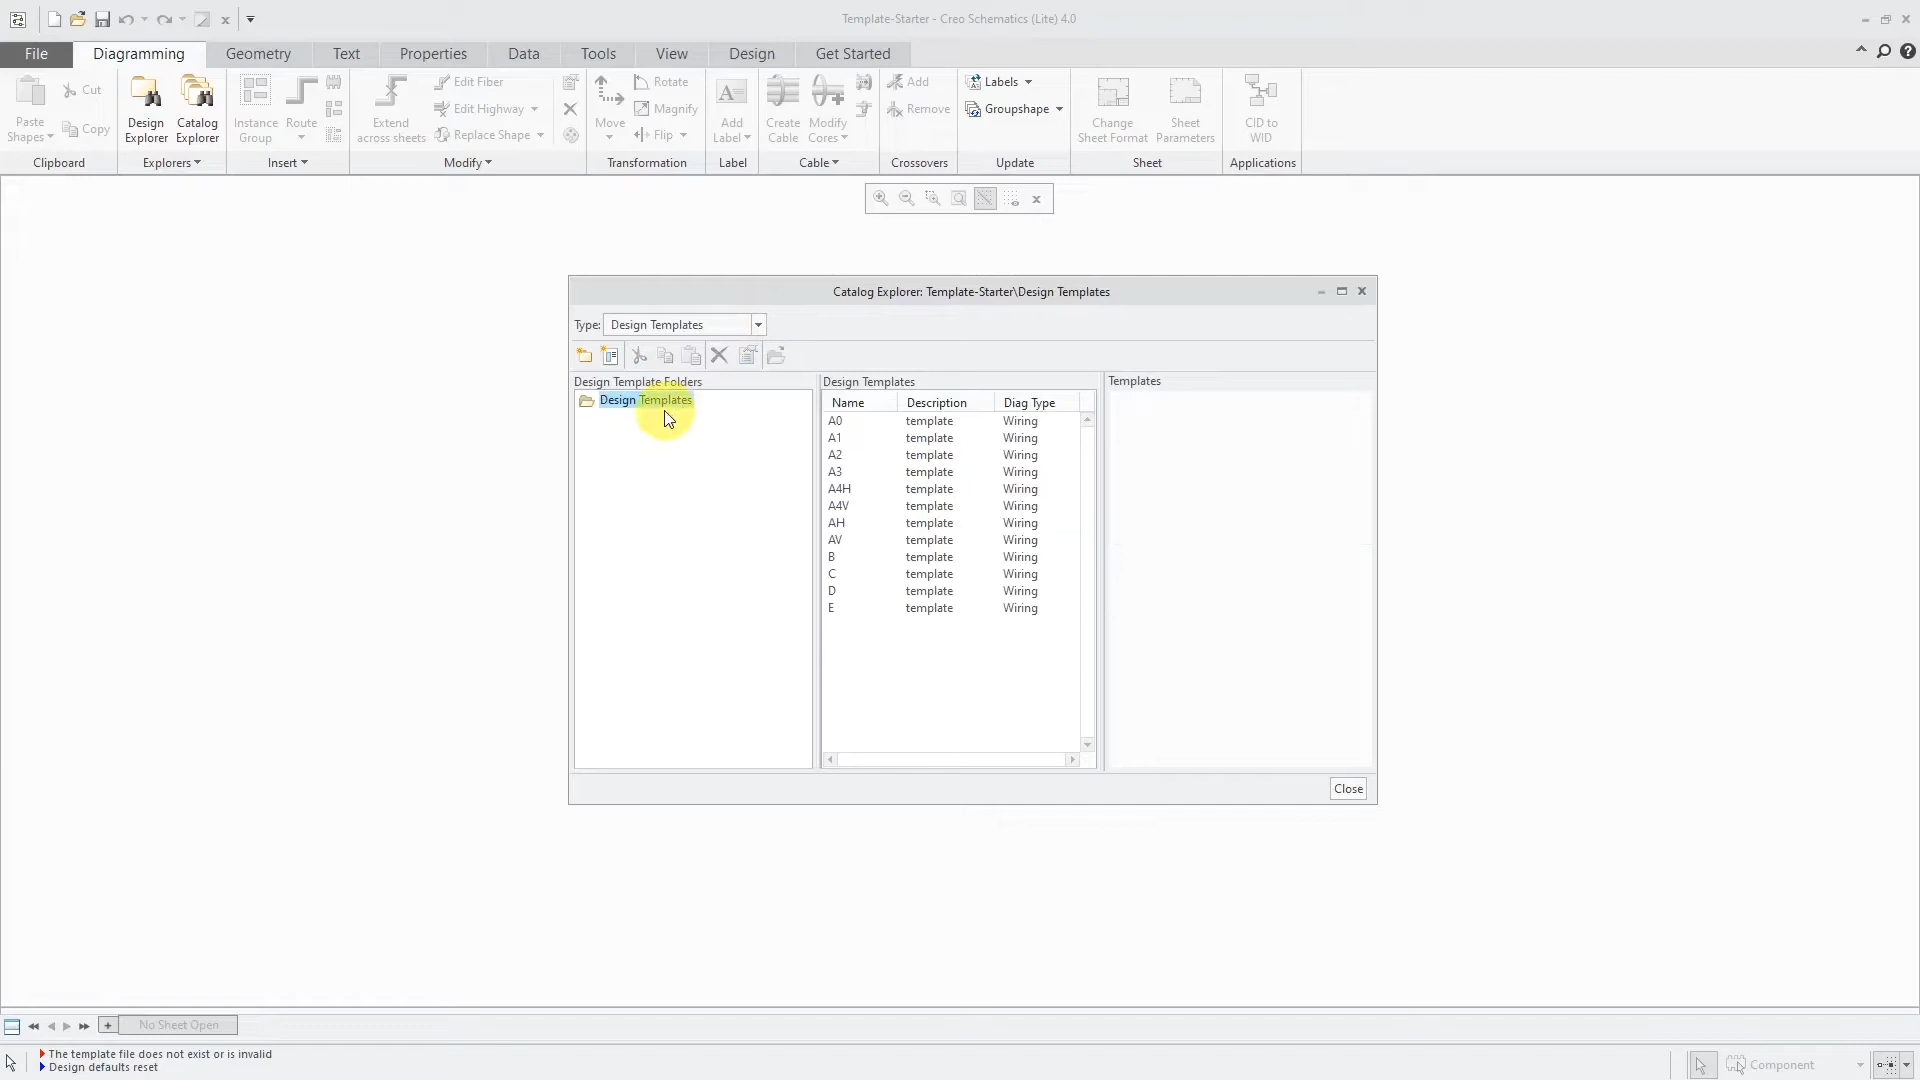 Template-Starter - Creo Schematics (Lite) 4.0
File Diagramming Geometry Text Properties Data Tools View Design Get Started
Paste Shapes
Cut
Copy
Clipboard
Design Explorer
Catalog Explorer
Explorers
Instance Group
Route
Insert
Extend across sheets
Edit Fiber
Edit Highway
Replace Shape
Modify
Move
Rotate
Magnify
Flip
Transformation
Add Label
Label
Create Cable
Modify Cores
Cable
Add
Remove
Crossovers
Labels
Groupshape
Update
Change Sheet Format
Sheet Parameters
Sheet
CID to WID
Applications
Catalog Explorer: Template-Starter\Design Templates
Type: Design Templates
Design Template Folders
Design Templates
Design Templates
Name Description Diag Type
A0 template Wiring
A1 template Wiring
A2 template Wiring
A3 template Wiring
A4H template Wiring
A4V template Wiring
AH template Wiring
AV template Wiring
B template Wiring
C template Wiring
D template Wiring
E template Wiring
Templates
Close
No Sheet Open
The template file does not exist or is invalid
Design defaults reset
Component